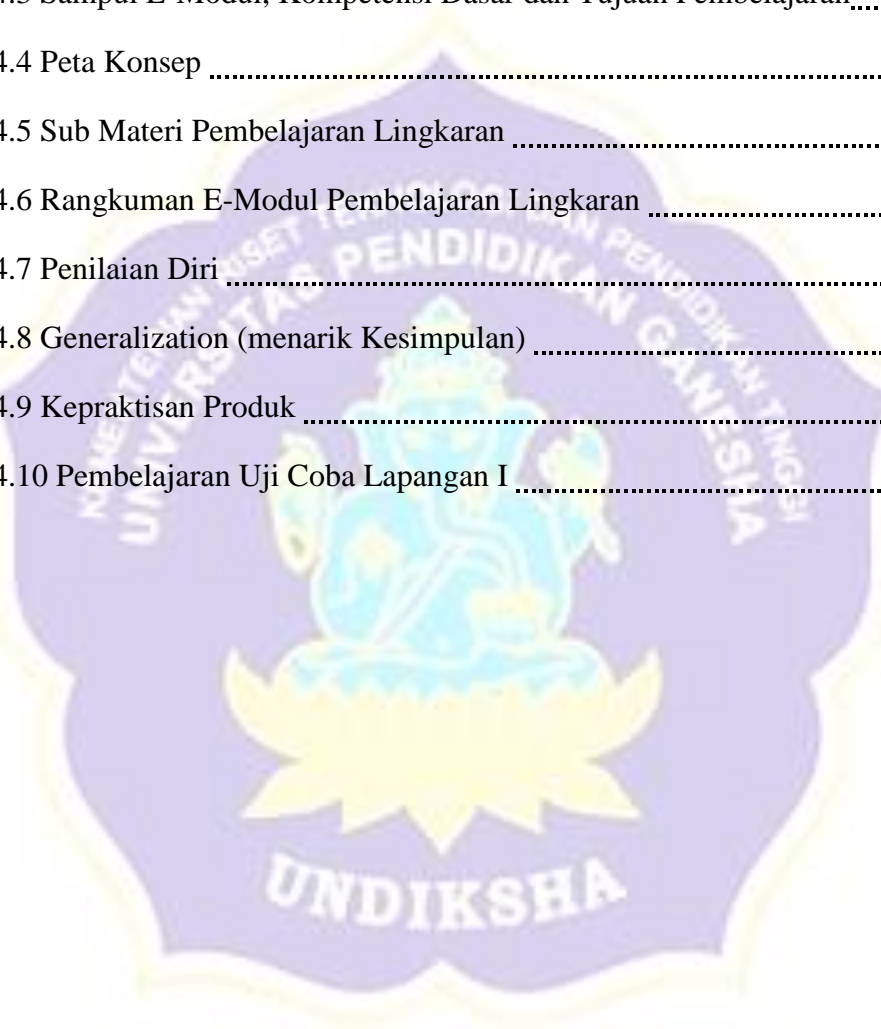 4.3 Sampul E-Modul, Kompetensi Dasar dan Tujuan Pembelajaran
4.4 Peta Konsep
4.5 Sub Materi Pembelajaran Lingkaran
4.6 Rangkuman E-Modul Pembelajaran Lingkaran
4.7 Penilaian Diri
4.8 Generalization (menarik Kesimpulan)
4.9 Kepraktisan Produk
4.10 Pembelajaran Uji Coba Lapangan I
UNIVERSITAS PENDIDIKAN GANESHA
UNDIKSHA